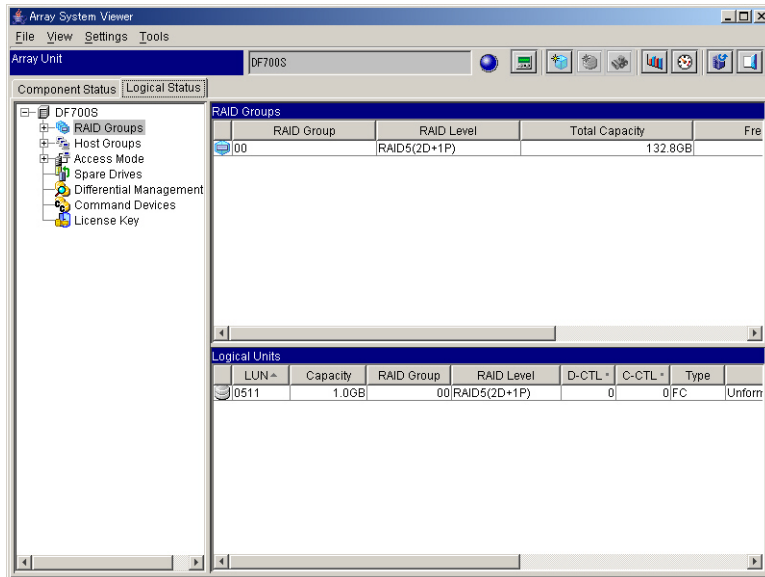 Array System Viewer
File View Settings Tools
Array Unit
DF700S
Component Status Logical Status
DF700S
RAID Groups
Host Groups
Access Mode
Spare Drives
Differential Management
Command Devices
License Key
RAID Groups
RAID Group RAID Level Total Capacity Fre
00 RAID5(2D+1P) 132.8GB
Logical Units
LUN Capacity RAID Group RAID Level D-CTL * C-CTL * Type
0511 1.0GB 00 RAID5(2D+1P) 0 0 FC Unform